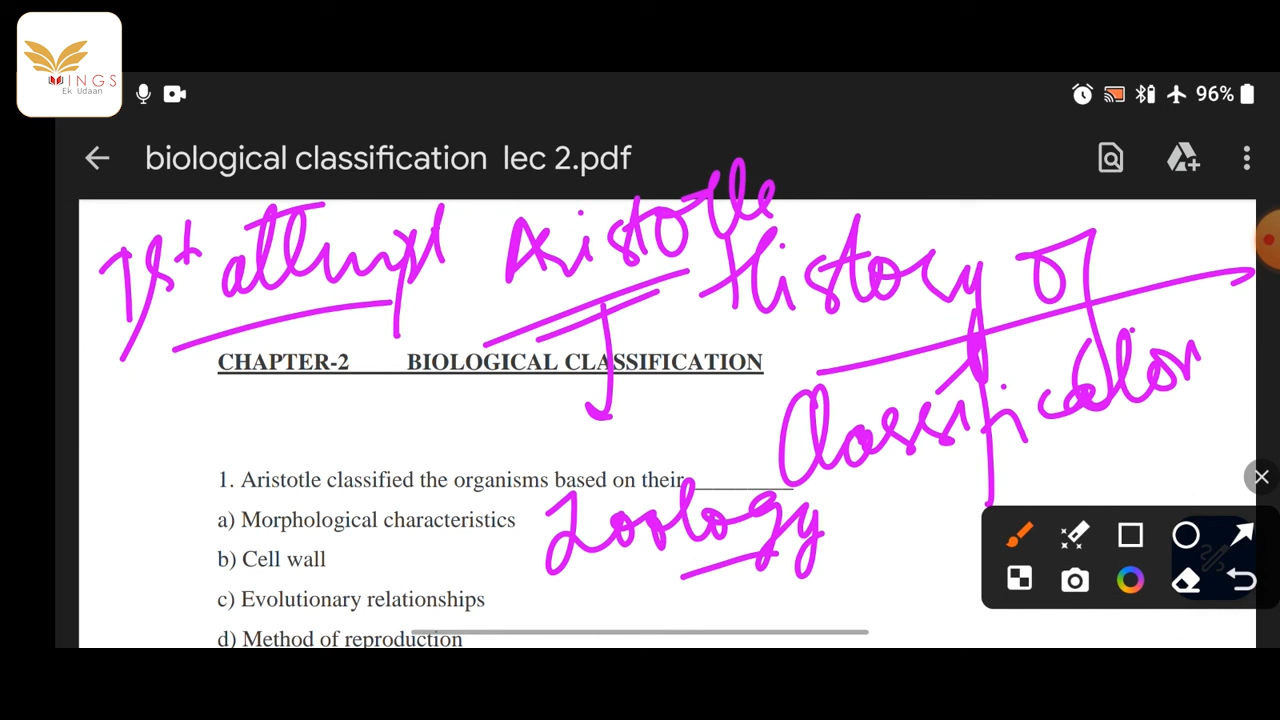 WINGS
Ek Udaan
96%
biological classification lec 2.pdf
1st attempt Aristotle
History of
Classification
CHAPTER-2 BIOLOGICAL CLASSIFICATION
1. Aristotle classified the organisms based on their_________
Zoology
a) Morphological characteristics
b) Cell wall
c) Evolutionary relationships
d) Method of reproduction